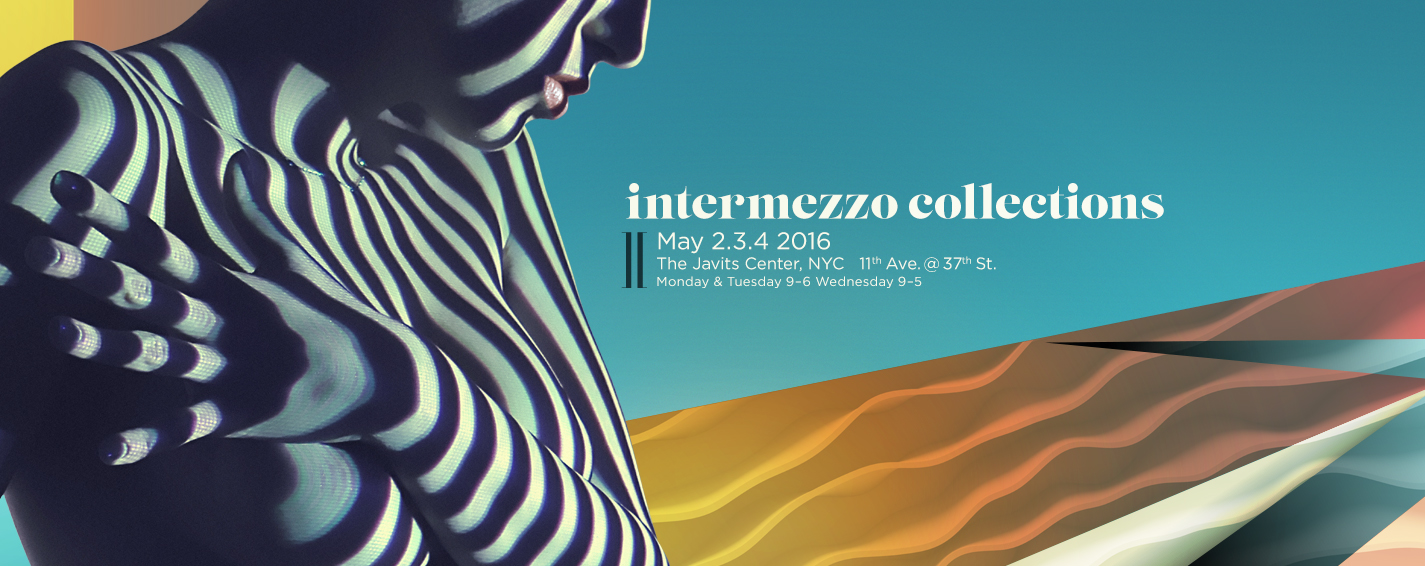 intermezzo collections
May 2.3.4 2016
The Javits Center, NYC 11th Ave. @ 37th St.
Monday & Tuesday 9–6 Wednesday 9–5